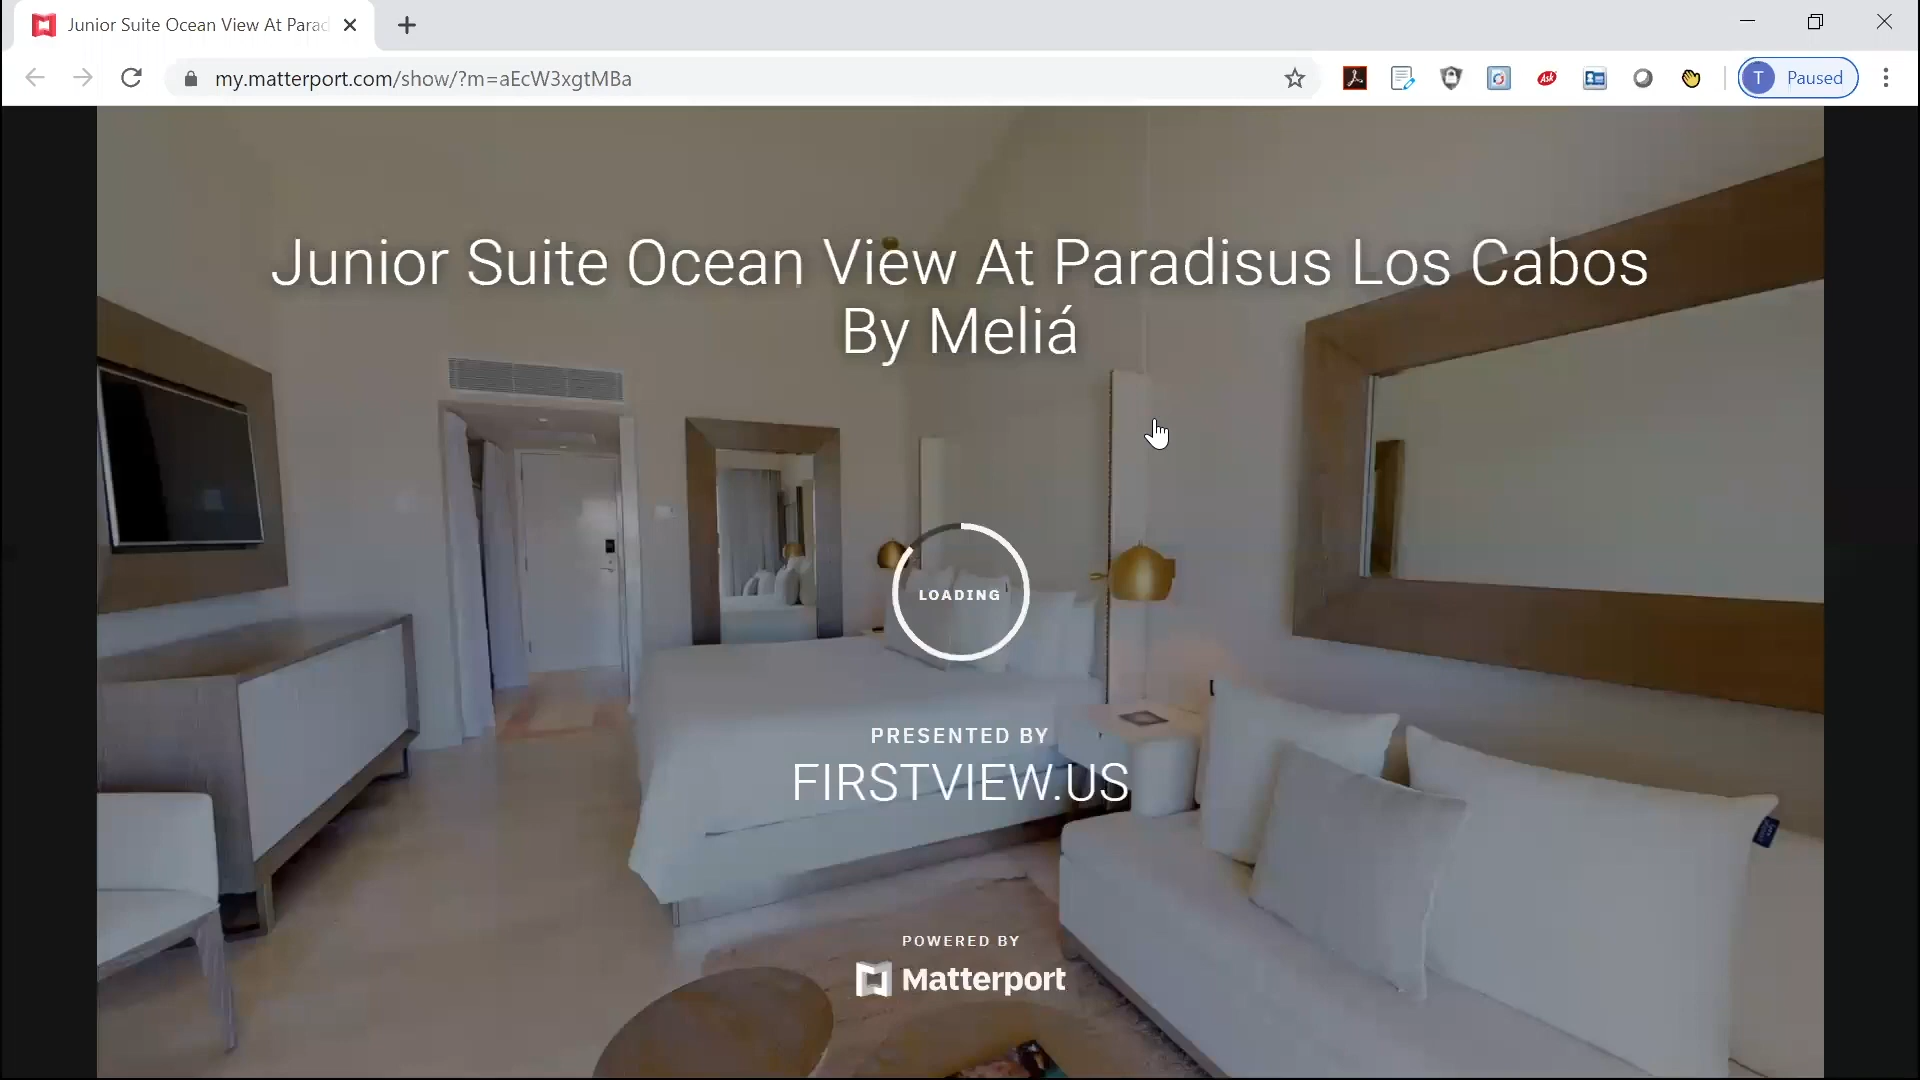 Junior Suite Ocean View At Parad
my.matterport.com/show/?m=aEcW3xgtMBa
Ask
T Paused
Junior Suite Ocean View At Paradisus Los Cabos
By Meliá
LOADING
PRESENTED BY
FIRSTVIEW.US
POWERED BY
Matterport